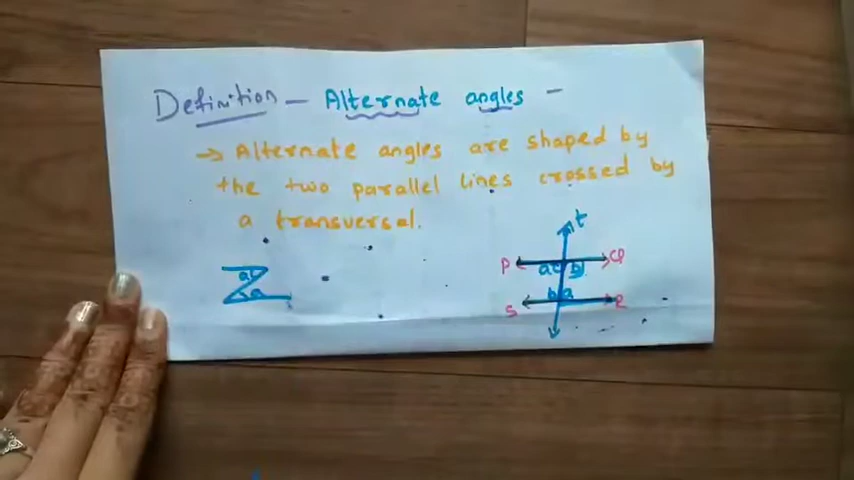 Definition - Alternate angles -
→ Alternate angles are shaped by
the two parallel lines crossed by
a transversal.
t
P Q
a b
b a
S R
a
a